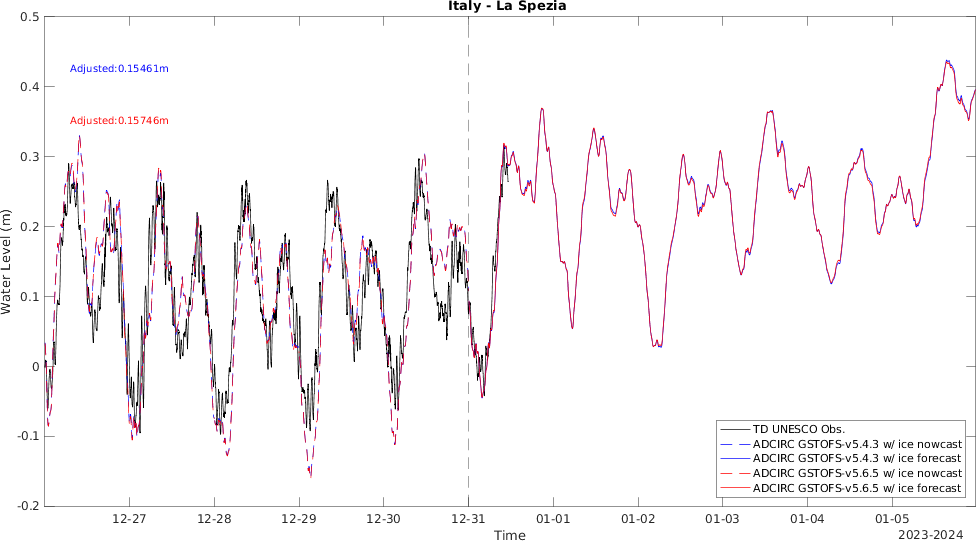 Italy - La Spezia
Adjusted:0.15461m
Adjusted:0.15746m
Water Level (m)
0.5
0.4
0.3
0.2
0.1
0
-0.1
-0.2
12-27 12-28 12-29 12-30 12-31 01-01 01-02 01-03 01-04 01-05
Time
2023-2024
TD UNESCO Obs.
ADCIRC GSTOFS-v5.4.3 w/ ice nowcast
ADCIRC GSTOFS-v5.4.3 w/ ice forecast
ADCIRC GSTOFS-v5.6.5 w/ ice nowcast
ADCIRC GSTOFS-v5.6.5 w/ ice forecast